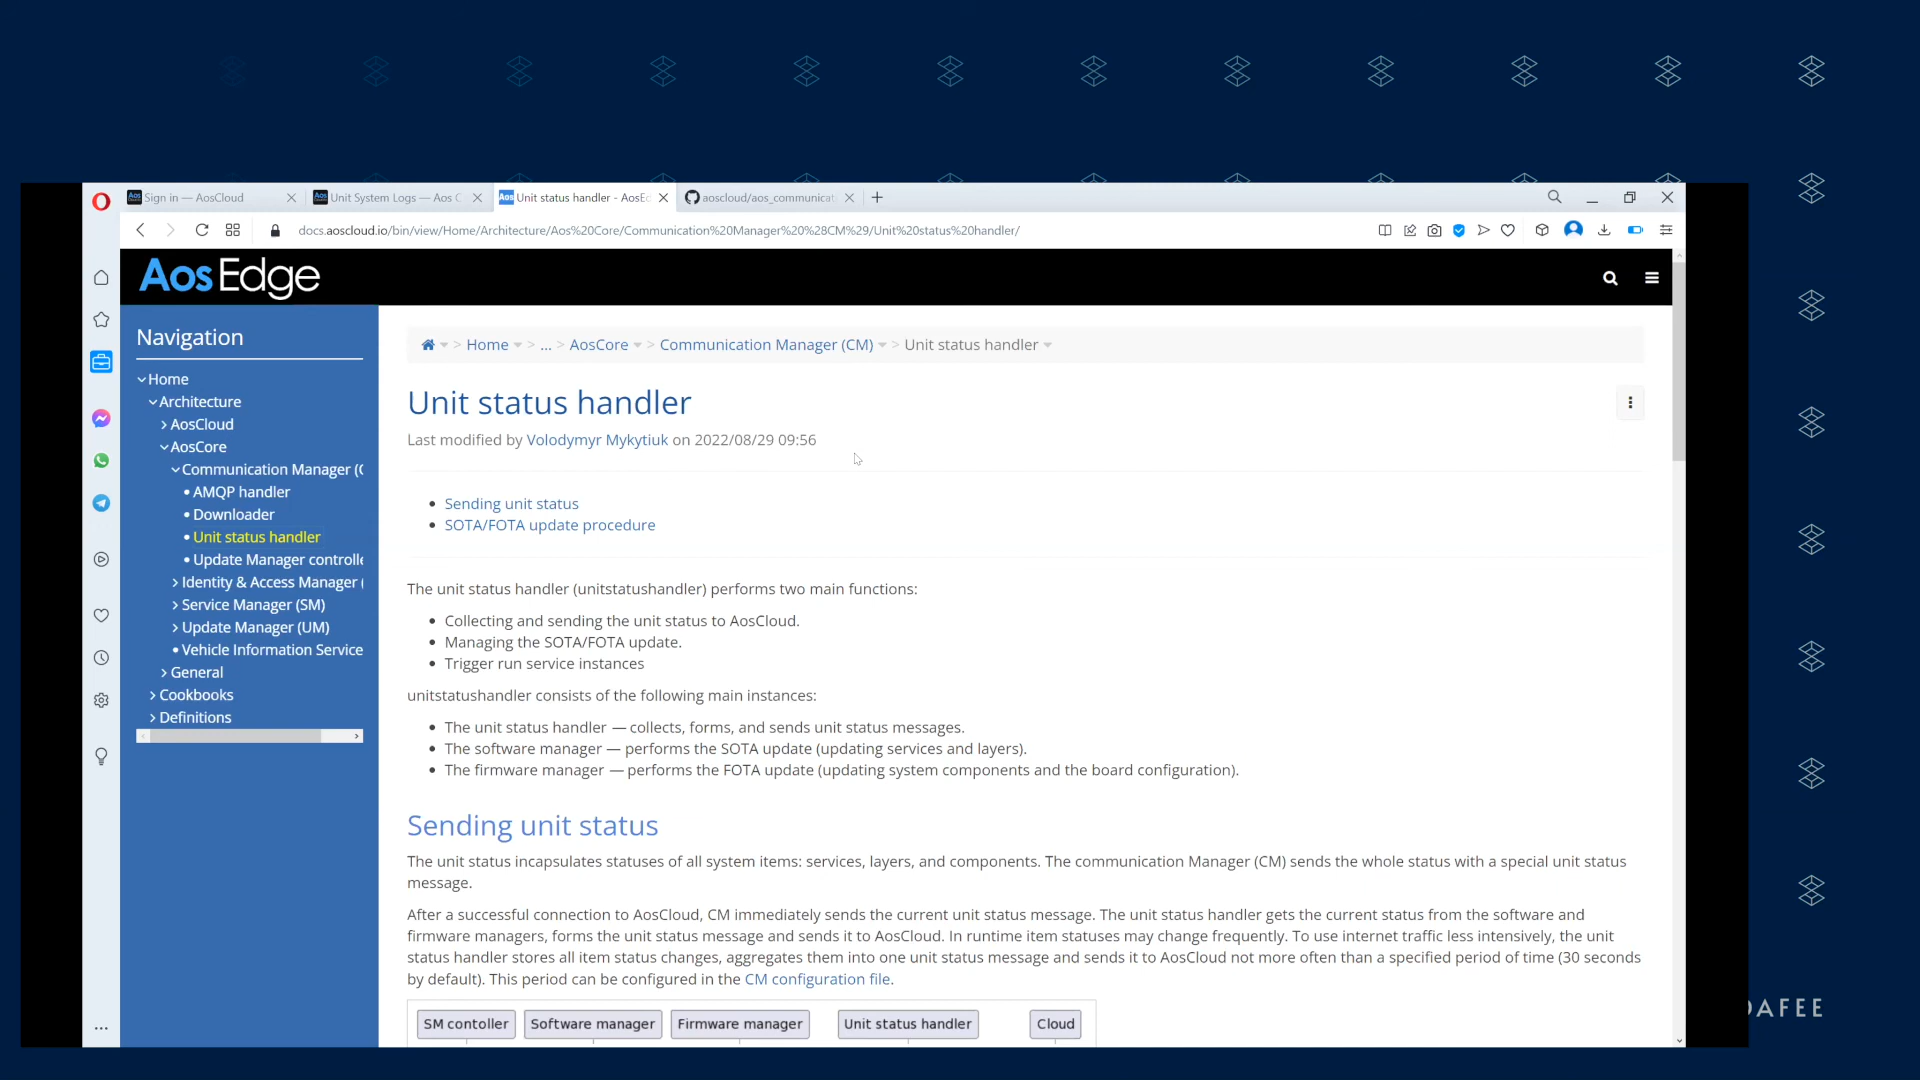 Sign in — AosCloud
Unit System Logs — Aos C
Unit status handler - AosE
aoscloud/aos_communicat
docs.aoscloud.io/bin/view/Home/Architecture/Aos%20Core/Communication%20Manager%20%28CM%29/Unit%20status%20handler/
AosEdge
Navigation
Home
Architecture
AosCloud
AosCore
Communication Manager (C
AMQP handler
Downloader
Unit status handler
Update Manager controlle
Identity & Access Manager (
Service Manager (SM)
Update Manager (UM)
Vehicle Information Service
General
Cookbooks
Definitions
> Home > ... > AosCore > Communication Manager (CM) > Unit status handler
Unit status handler
Last modified by Volodymyr Mykytiuk on 2022/08/29 09:56
Sending unit status
SOTA/FOTA update procedure
The unit status handler (unitstatushandler) performs two main functions:
Collecting and sending the unit status to AosCloud.
Managing the SOTA/FOTA update.
Trigger run service instances
unitstatushandler consists of the following main instances:
The unit status handler — collects, forms, and sends unit status messages.
The software manager — performs the SOTA update (updating services and layers).
The firmware manager — performs the FOTA update (updating system components and the board configuration).
Sending unit status
The unit status incapsulates statuses of all system items: services, layers, and components. The communication Manager (CM) sends the whole status with a special unit status
message.
After a successful connection to AosCloud, CM immediately sends the current unit status message. The unit status handler gets the current status from the software and
firmware managers, forms the unit status message and sends it to AosCloud. In runtime item statuses may change frequently. To use internet traffic less intensively, the unit
status handler stores all item status changes, aggregates them into one unit status message and sends it to AosCloud not more often than a specified period of time (30 seconds
by default). This period can be configured in the CM configuration file.
SM contoller
Software manager
Firmware manager
Unit status handler
Cloud
AFEE